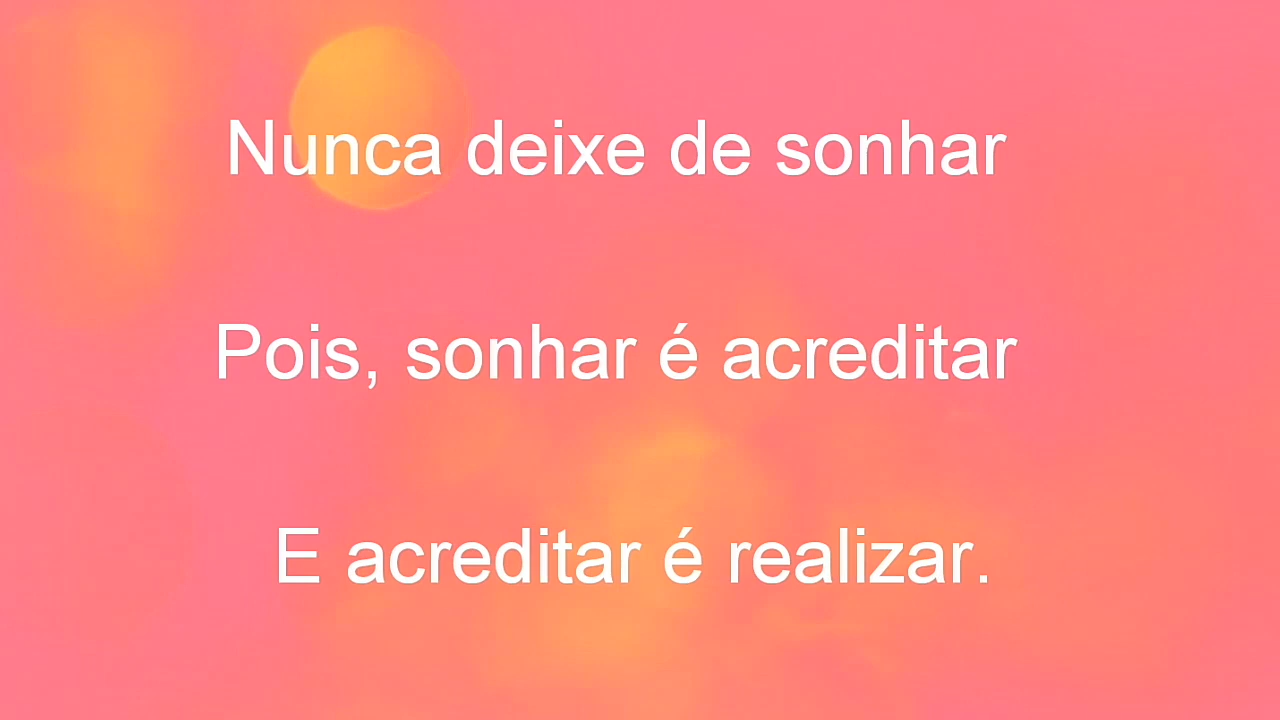 Nunca deixe de sonhar
Pois, sonhar é acreditar
E acreditar é realizar.